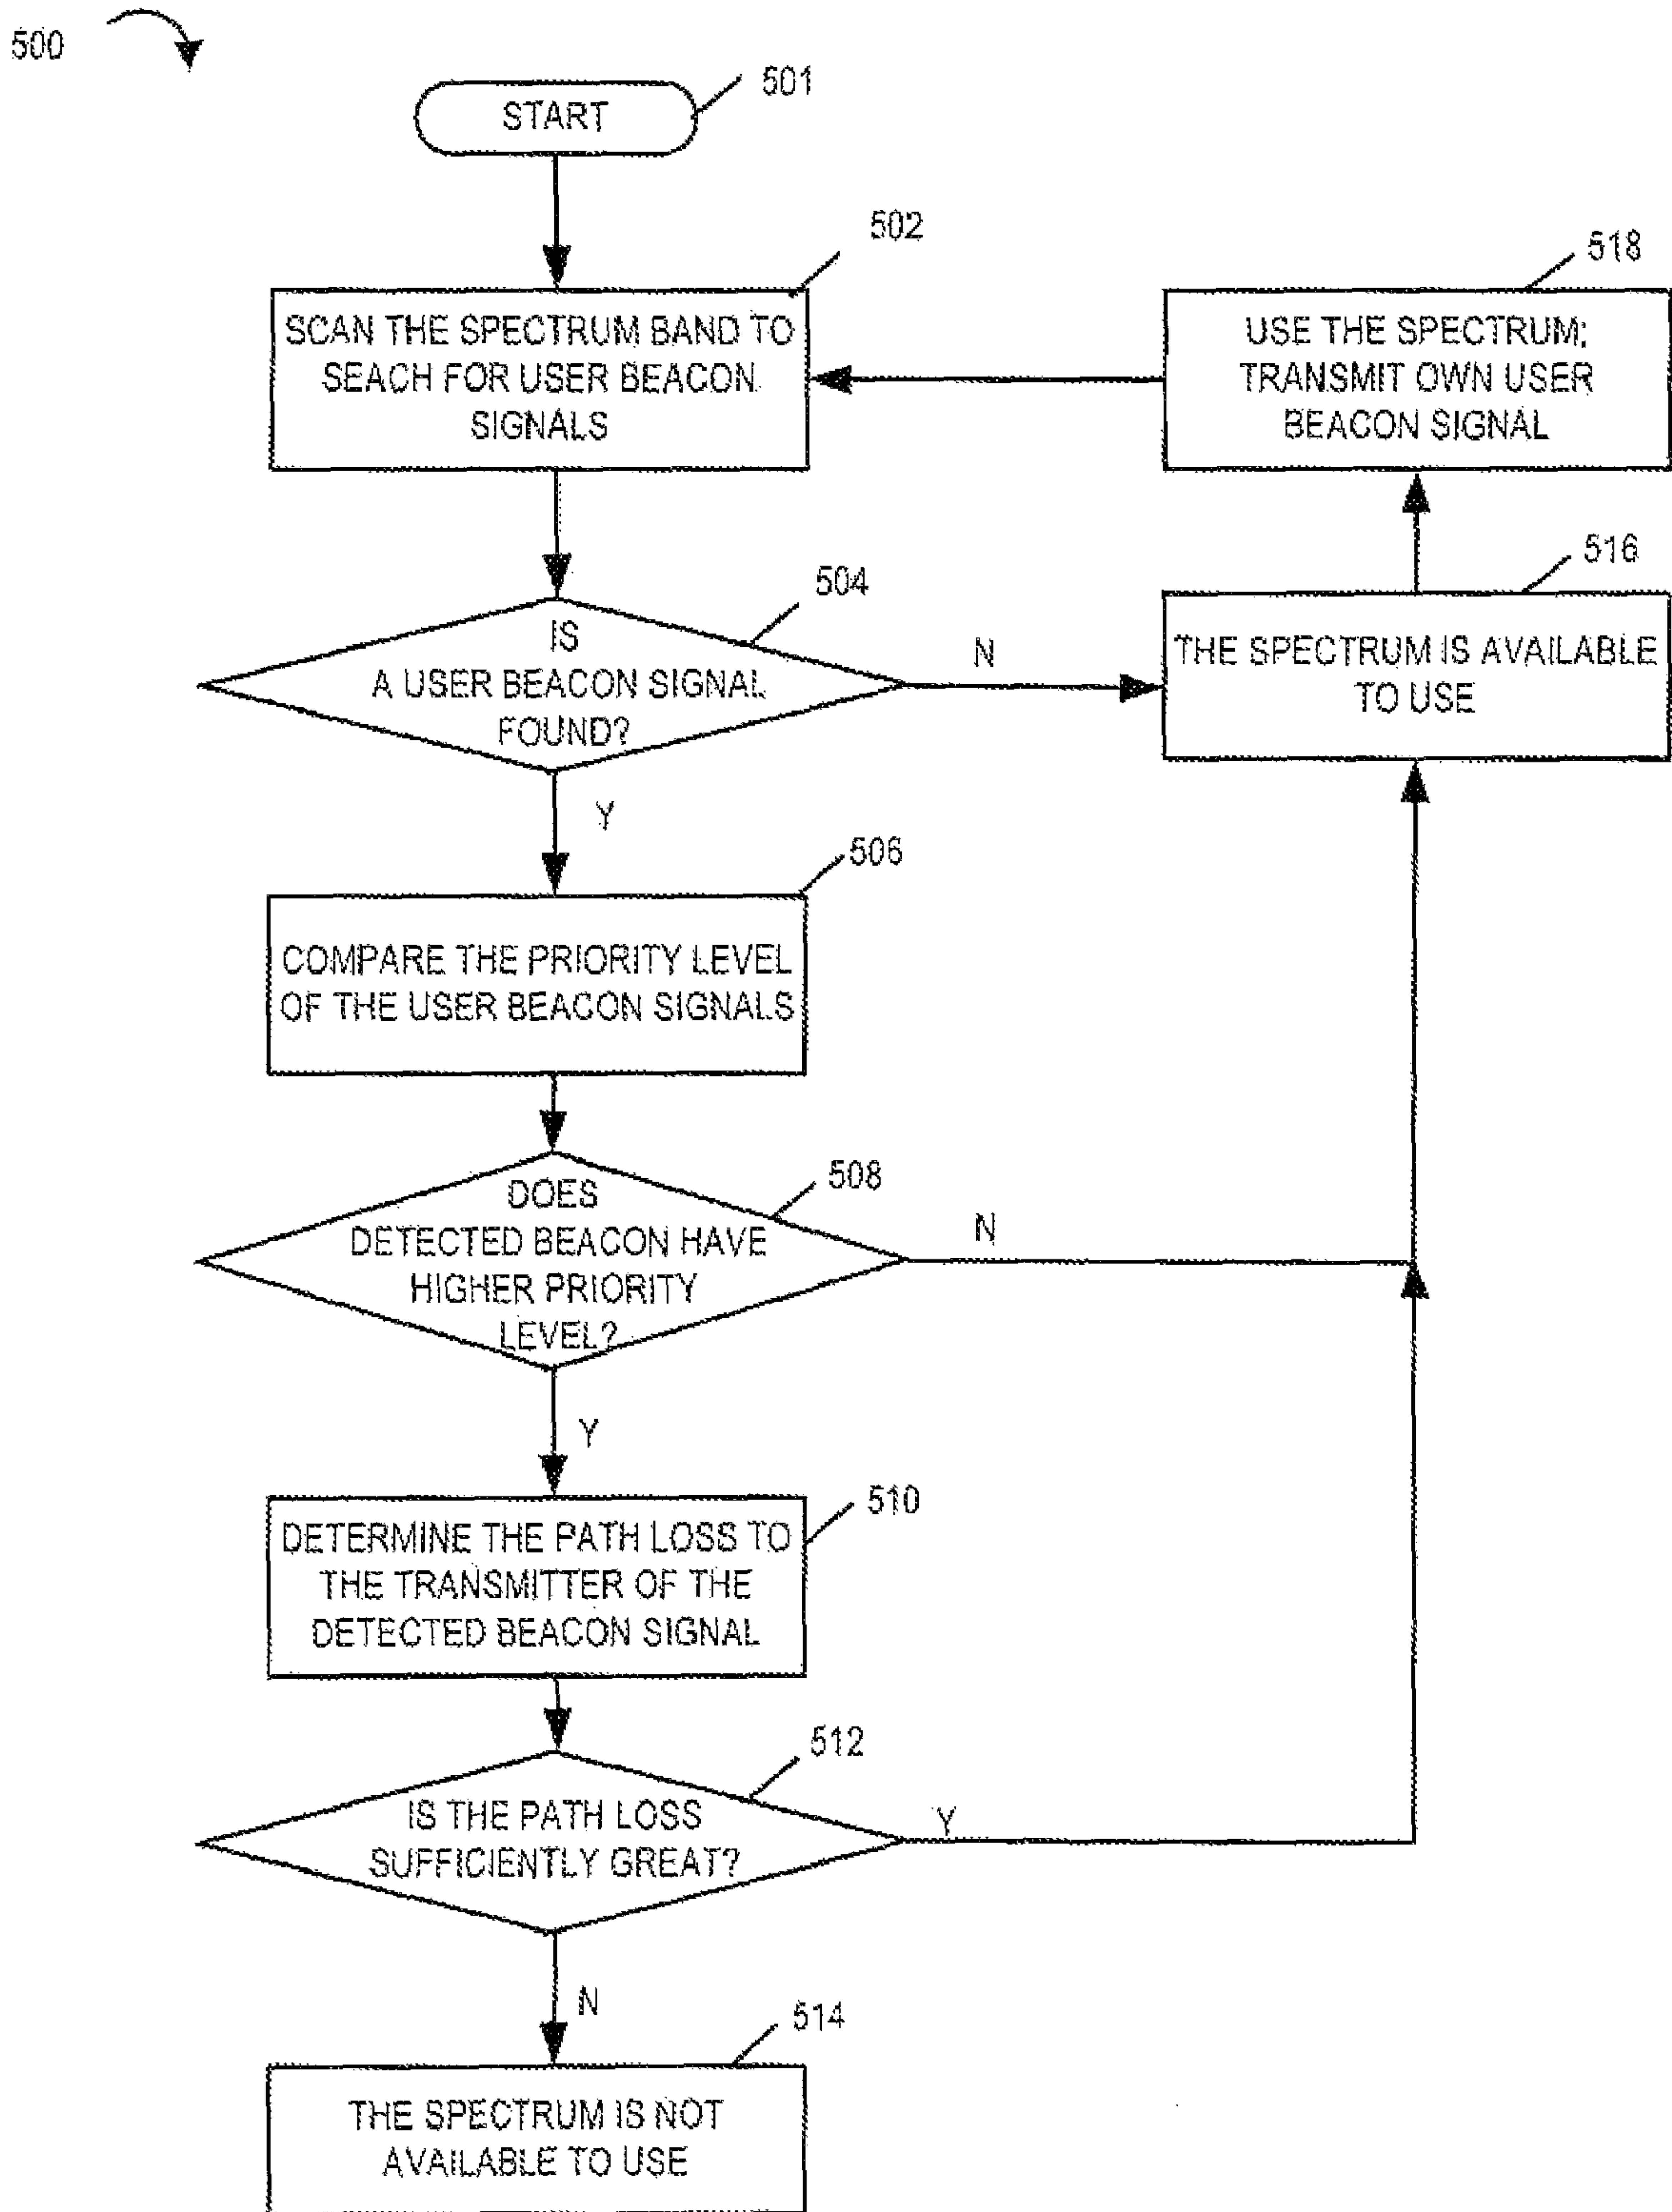 500
START
501
502
SCAN THE SPECTRUM BAND TO
SEACH FOR USER BEACON
SIGNALS
518
USE THE SPECTRUM;
TRANSMIT OWN USER
BEACON SIGNAL
504
IS
A USER BEACON SIGNAL
FOUND?
N
516
THE SPECTRUM IS AVAILABLE
TO USE
Y
506
COMPARE THE PRIORITY LEVEL
OF THE USER BEACON SIGNALS
508
DOES
DETECTED BEACON HAVE
HIGHER PRIORITY
LEVEL?
N
Y
510
DETERMINE THE PATH LOSS TO
THE TRANSMITTER OF THE
DETECTED BEACON SIGNAL
512
IS THE PATH LOSS
SUFFICIENTLY GREAT?
Y
N
514
THE SPECTRUM IS NOT
AVAILABLE TO USE